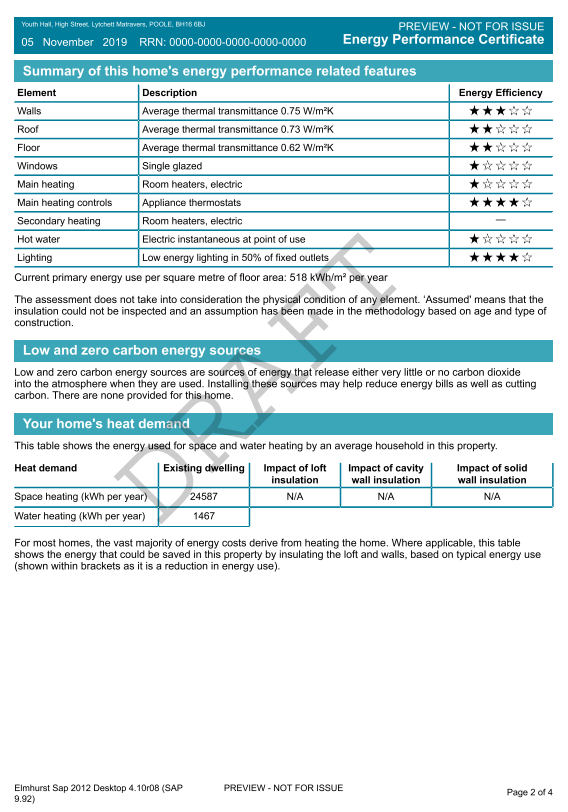 Youth Hall, High Street, Lytchett Matravers, POOLE, BH16 6BJ
PREVIEW - NOT FOR ISSUE
05 November 2019 RRN: 0000-0000-0000-0000-0000
Energy Performance Certificate
Summary of this home's energy performance related features
Element Description Energy Efficiency
Walls Average thermal transmittance 0.75 W/m²K ★★★☆☆
Roof Average thermal transmittance 0.73 W/m²K ★★☆☆☆
Floor Average thermal transmittance 0.62 W/m²K ★★☆☆☆
Windows Single glazed ★☆☆☆☆
Main heating Room heaters, electric ★☆☆☆☆
Main heating controls Appliance thermostats ★★★★☆
Secondary heating Room heaters, electric —
Hot water Electric instantaneous at point of use ★☆☆☆☆
Lighting Low energy lighting in 50% of fixed outlets ★★★★☆
Current primary energy use per square metre of floor area: 518 kWh/m² per year
The assessment does not take into consideration the physical condition of any element. 'Assumed' means that the
insulation could not be inspected and an assumption has been made in the methodology based on age and type of
construction.
Low and zero carbon energy sources
Low and zero carbon energy sources are sources of energy that release either very little or no carbon dioxide
into the atmosphere when they are used. Installing these sources may help reduce energy bills as well as cutting
carbon. There are none provided for this home.
Your home's heat demand
This table shows the energy used for space and water heating by an average household in this property.
Heat demand Existing dwelling Impact of loft insulation Impact of cavity wall insulation Impact of solid wall insulation
Space heating (kWh per year) 24587 N/A N/A N/A
Water heating (kWh per year) 1467
For most homes, the vast majority of energy costs derive from heating the home. Where applicable, this table
shows the energy that could be saved in this property by insulating the loft and walls, based on typical energy use
(shown within brackets as it is a reduction in energy use).
DRAFT
Elmhurst Sap 2012 Desktop 4.10r08 (SAP
9.92)
PREVIEW - NOT FOR ISSUE
Page 2 of 4